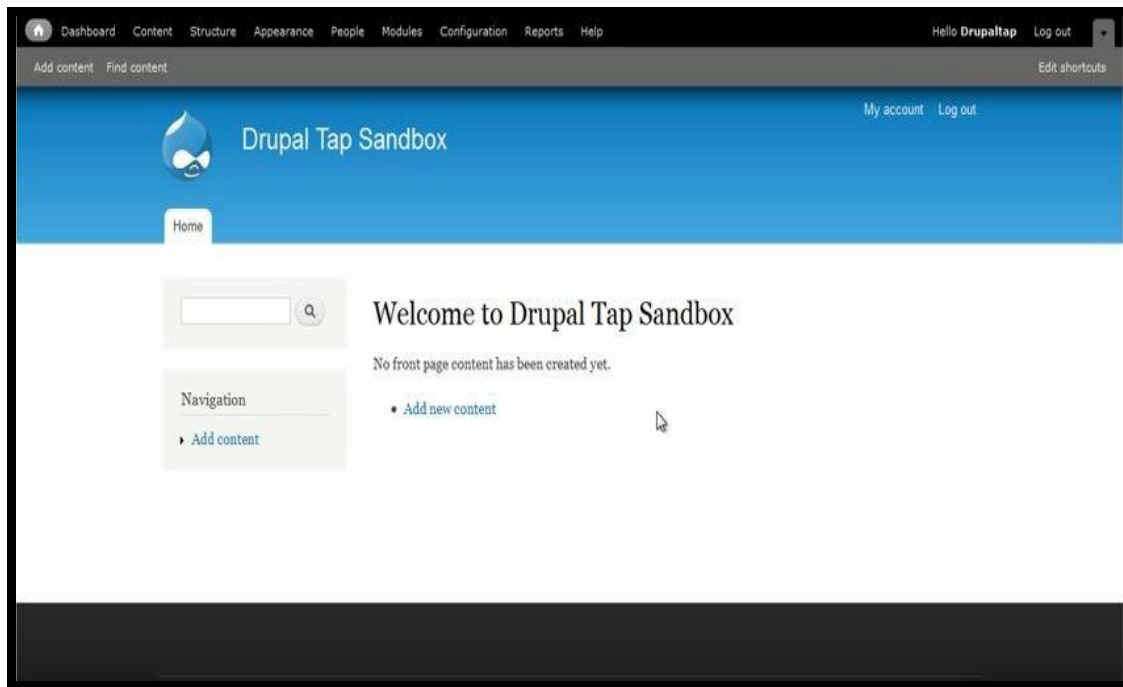 Dashboard Content Structure Appearance People Modules Configuration Reports Help Hello Drupaltap Log out
Add content Find content Edit shortcuts
My account Log out
Drupal Tap Sandbox
Home
Welcome to Drupal Tap Sandbox
No front page content has been created yet.
Navigation
Add new content
Add content